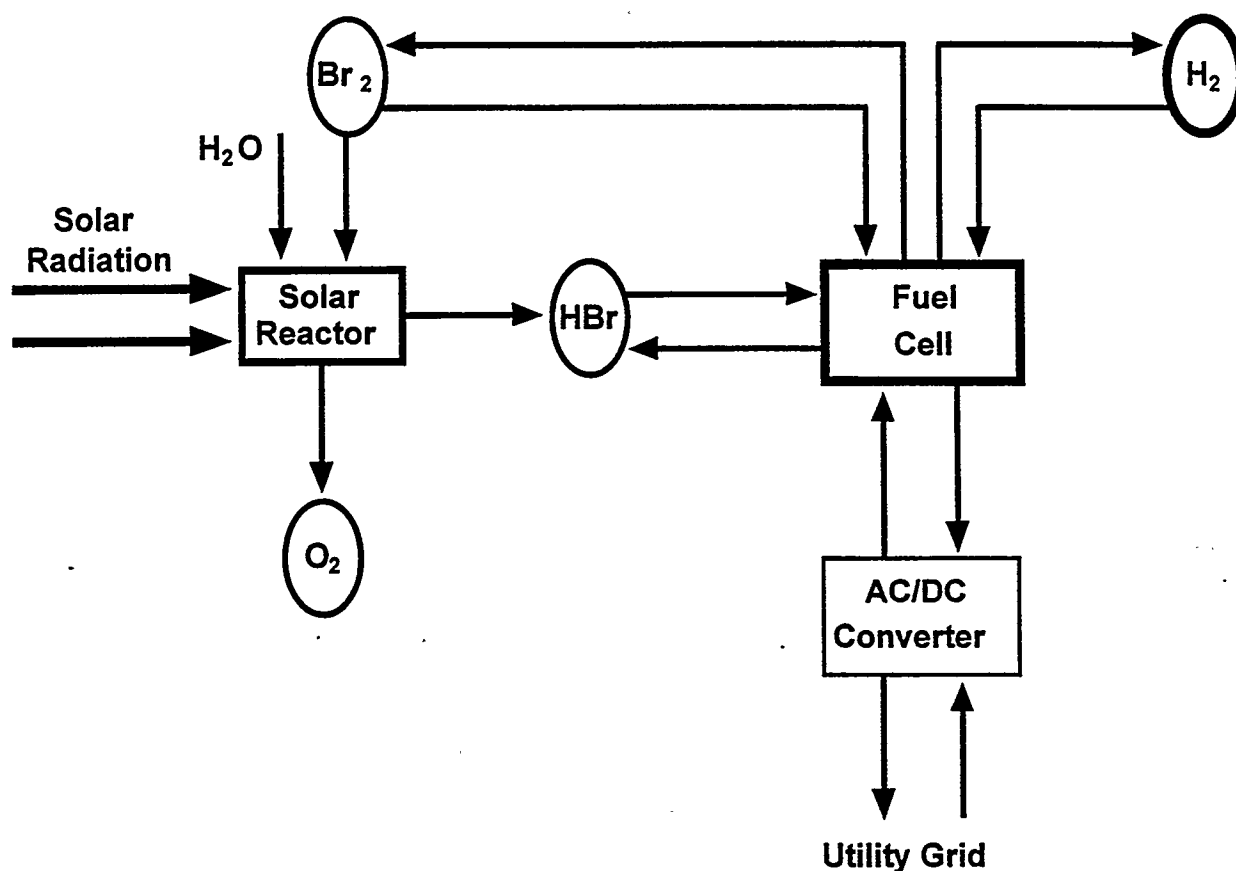 Br₂
H₂
H₂O
Solar
Radiation
Solar
Reactor
HBr
Fuel
Cell
O₂
AC/DC
Converter
Utility Grid